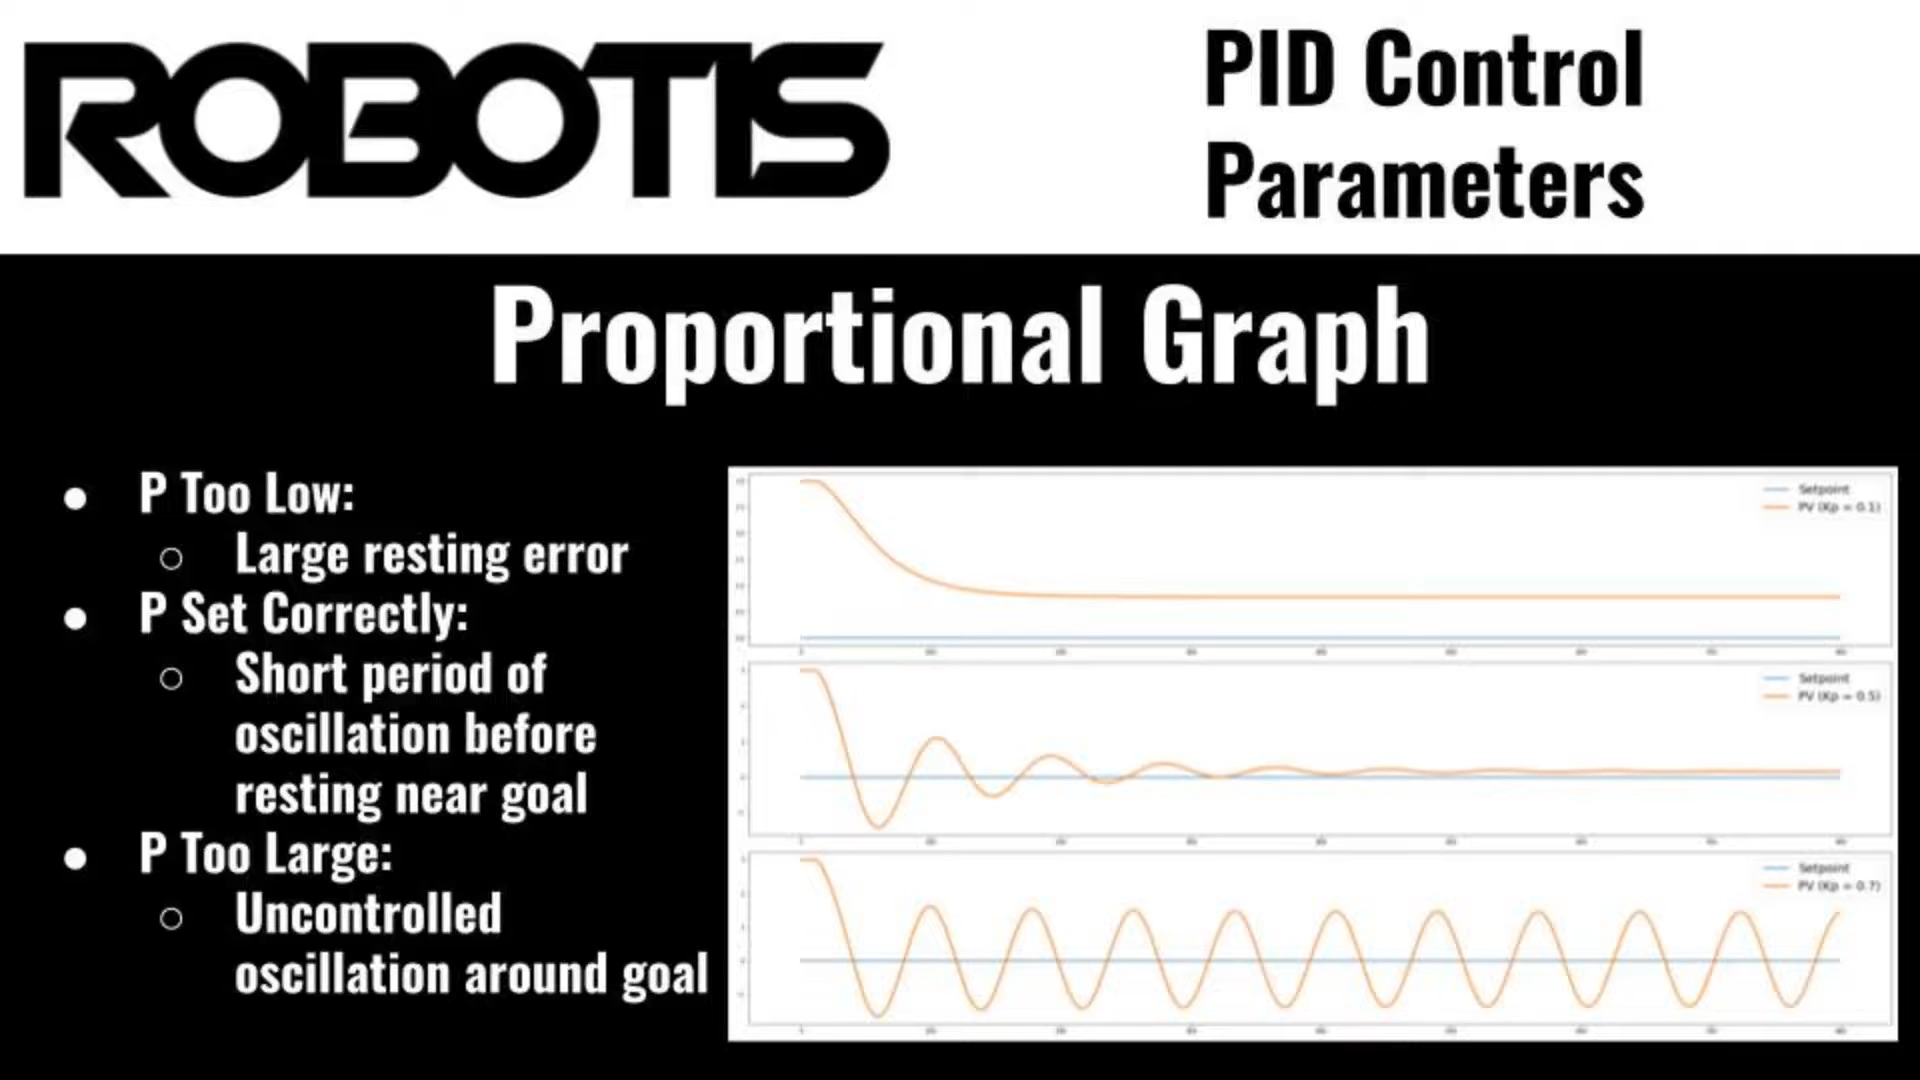 ROBOTIS
PID Control
Parameters
Proportional Graph
● P Too Low:
○ Large resting error
● P Set Correctly:
○ Short period of
oscillation before
resting near goal
● P Too Large:
○ Uncontrolled
oscillation around goal
Setpoint
PV (Kp = 0.1)
Setpoint
PV (Kp = 0.5)
Setpoint
PV (Kp = 0.7)